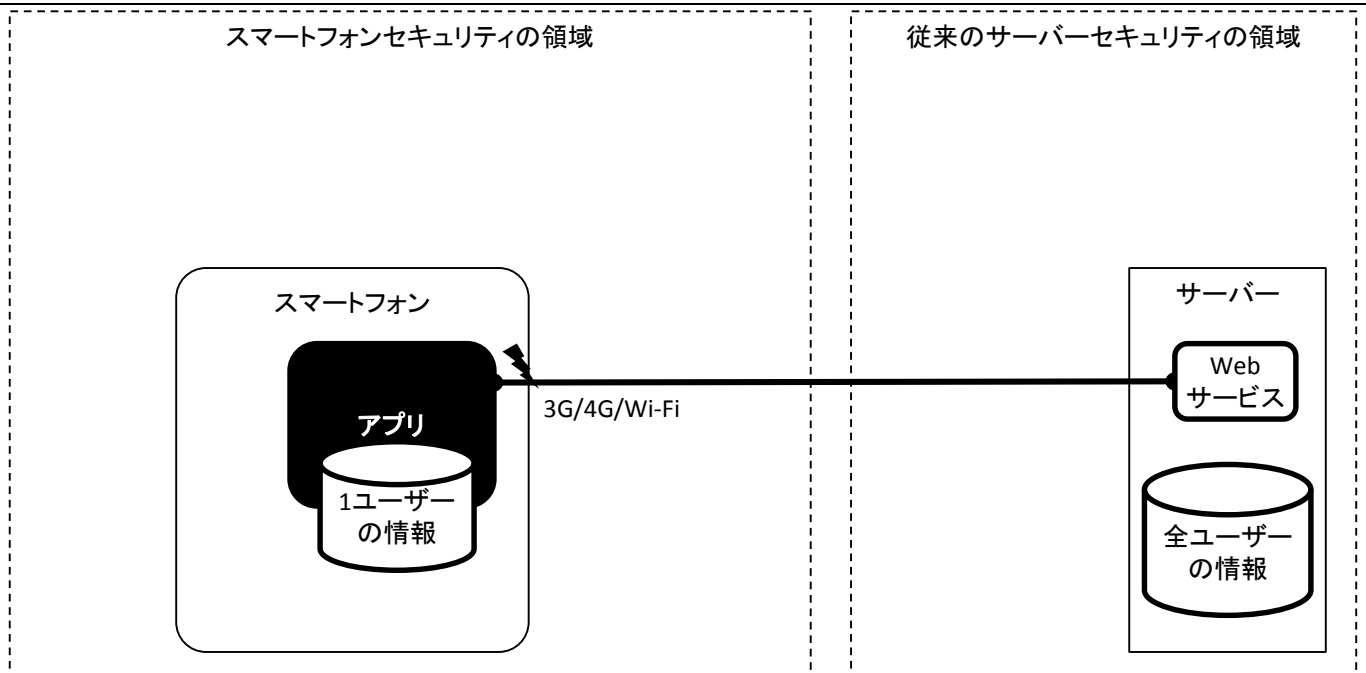 スマートフォンセキュリティの領域
従来のサーバーセキュリティの領域
スマートフォン
アプリ
1ユーザー
の情報
3G/4G/Wi-Fi
サーバー
Web
サービス
全ユーザー
の情報